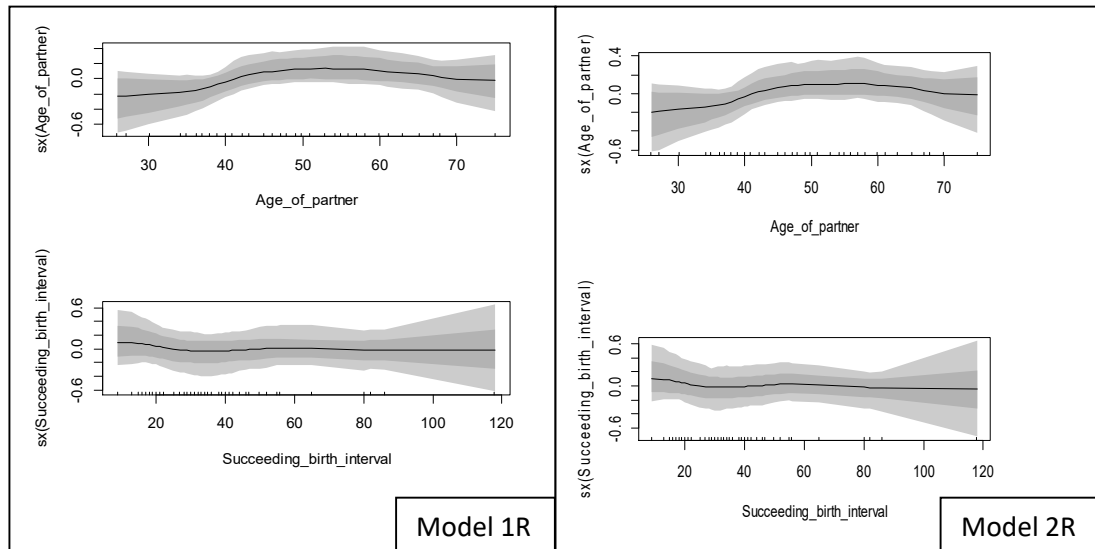 sx(Age_of_partner)
0.0
-0.6
30 40 50 60 70
Age_of_partner
sx(Succeeding_birth_interval)
0.6
0.0
-0.6
20 40 60 80 100 120
Succeeding_birth_interval
Model 1R
sx(Age_of_partner)
0.4
0.0
-0.6
30 40 50 60 70
Age_of_partner
sx(Succeeding_birth_interval)
0.6
0.0
-0.6
20 40 60 80 100 120
Succeeding_birth_interval
Model 2R